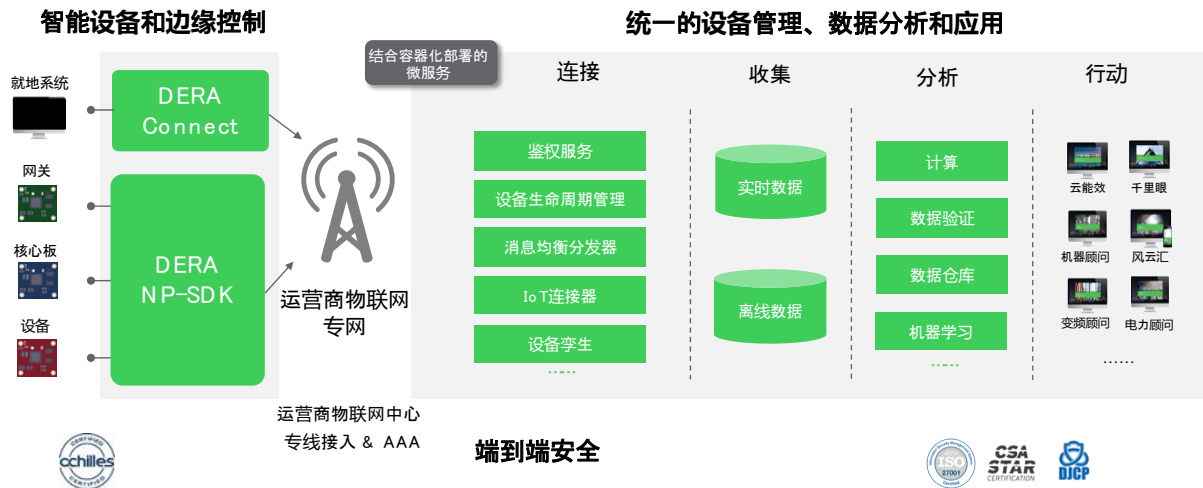 智能设备和边缘控制
统一的设备管理、数据分析和应用
结合容器化部署的
微服务
就地系统
网关
核心板
设备
DERA
Connect
DERA
NP-SDK
运营商物联网
专网
连接
鉴权服务
设备生命周期管理
消息均衡分发器
IoT连接器
设备孪生
······
收集
实时数据
离线数据
分析
计算
数据验证
数据仓库
机器学习
······
行动
云能效
千里眼
机器顾问
风云汇
变频顾问
电力顾问
······
运营商物联网中心
专线接入 & AAA
端到端安全
CERTIFIED
achilles
CERTIFIED
ISO
27001
Certified
CSA
STAR
CERTIFICATION
DJCP